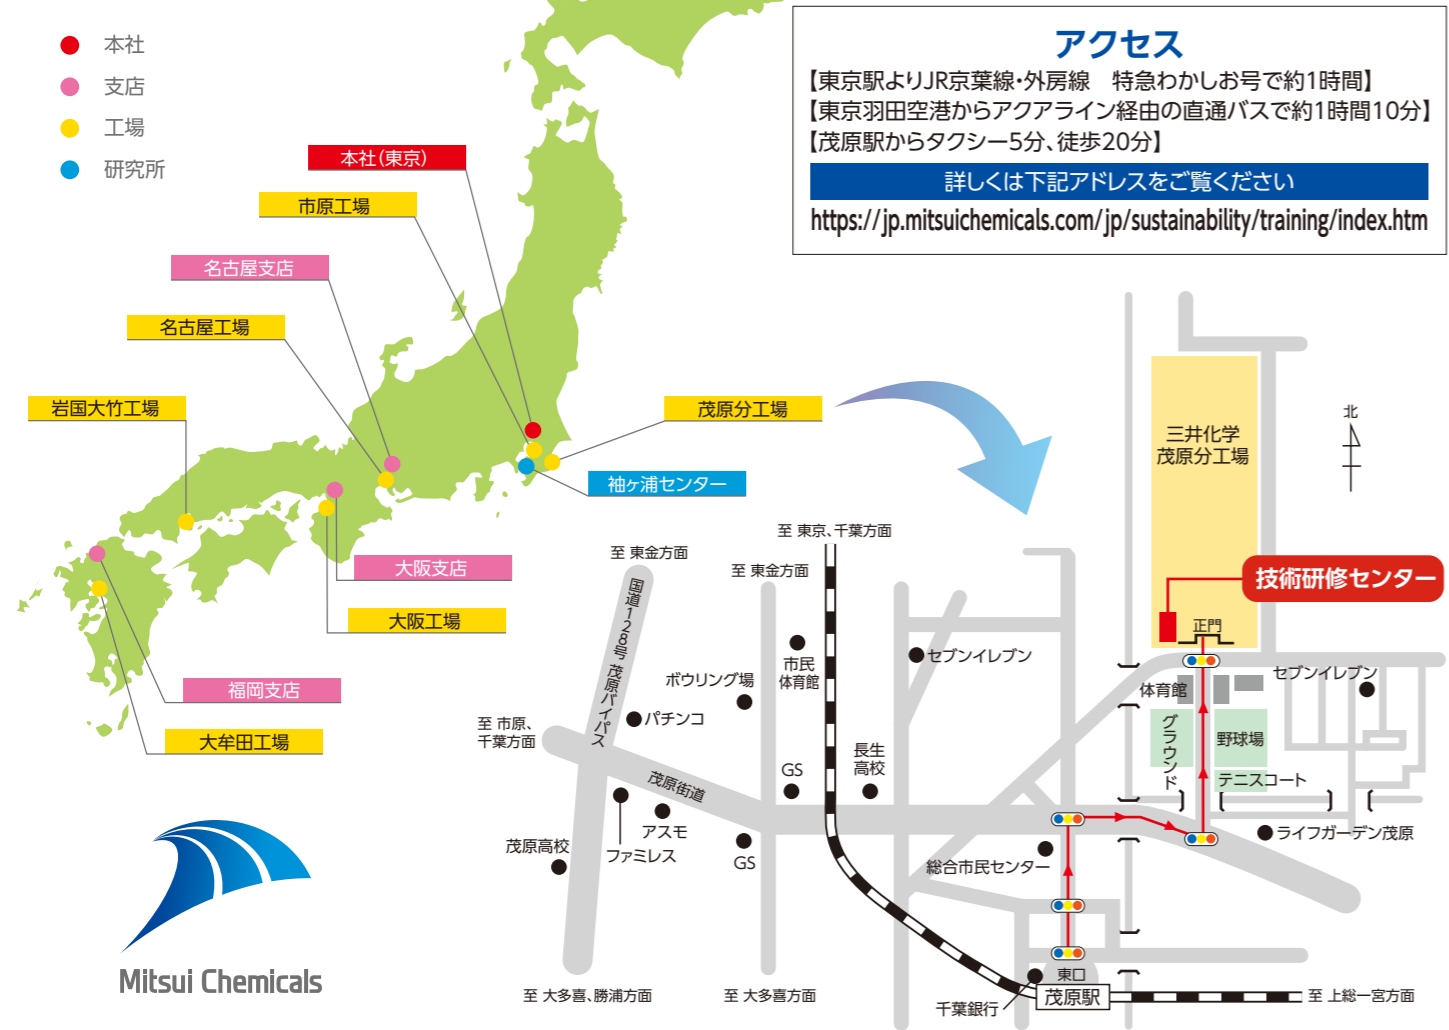 本社
支店
工場
研究所
本社（東京）
市原工場
名古屋支店
名古屋工場
岩国大竹工場
茂原分工場
袖ヶ浦センター
大阪支店
大阪工場
福岡支店
大牟田工場
Mitsui Chemicals
アクセス
【東京駅よりJR京葉線・外房線　特急わかしお号で約1時間】
【東京羽田空港からアクアライン経由の直通バスで約1時間10分】
【茂原駅からタクシー5分、徒歩20分】
詳しくは下記アドレスをご覧ください
https://jp.mitsuichemicals.com/jp/sustainability/training/index.htm
北
三井化学
茂原分工場
技術研修センター
正門
至 東京、千葉方面
至 東金方面
至 東金方面
国道128号 茂原バイパス
市民
体育館
セブンイレブン
ボウリング場
パチンコ
至 市原、
千葉方面
体育館
セブンイレブン
グラウンド
野球場
テニスコート
長生
高校
GS
茂原街道
アスモ
ファミレス
茂原高校
GS
総合市民センター
ライフガーデン茂原
東口
茂原駅
千葉銀行
至 大多喜、勝浦方面
至 大多喜方面
至 上総一宮方面